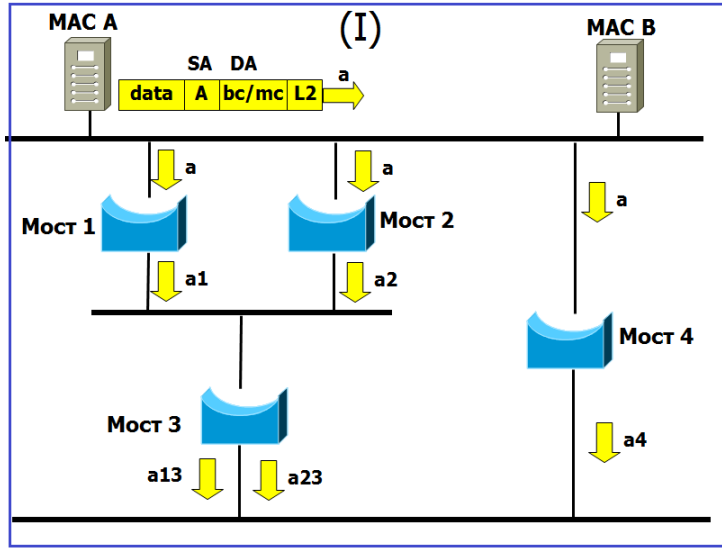 MAC A
(I)
MAC B
SA DA
data A bc/mc L2 a
a a a
Мост 1 Мост 2
a1 a2
Мост 4
Мост 3
a4
a13 a23